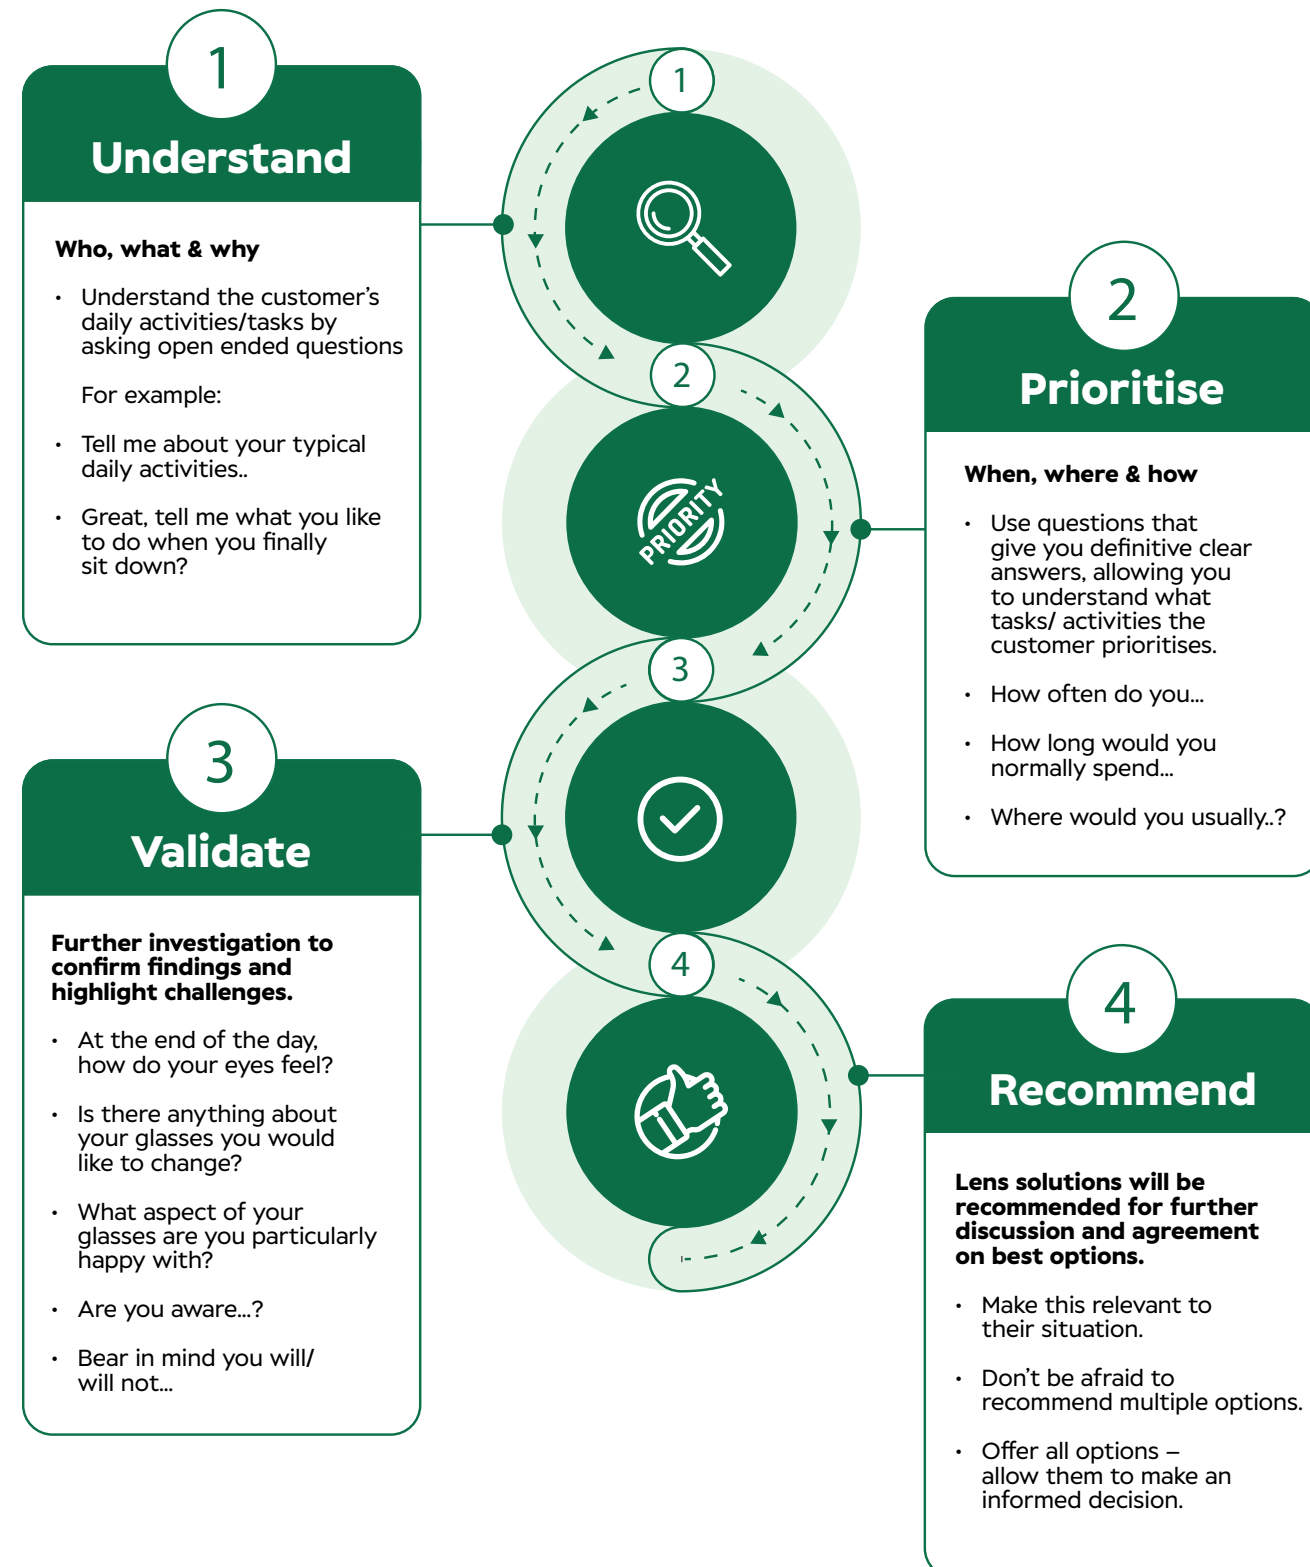 1
Understand
Who, what & why
• Understand the customer's
daily activities/tasks by
asking open ended questions
For example:
• Tell me about your typical
daily activities..
• Great, tell me what you like
to do when you finally
sit down?
1
2
PRIORITY
3
4
2
Prioritise
When, where & how
• Use questions that
give you definitive clear
answers, allowing you
to understand what
tasks/ activities the
customer prioritises.
• How often do you...
• How long would you
normally spend...
• Where would you usually..?
3
Validate
Further investigation to
confirm findings and
highlight challenges.
• At the end of the day,
how do your eyes feel?
• Is there anything about
your glasses you would
like to change?
• What aspect of your
glasses are you particularly
happy with?
• Are you aware...?
• Bear in mind you will/
will not...
4
Recommend
Lens solutions will be
recommended for further
discussion and agreement
on best options.
• Make this relevant to
their situation.
• Don't be afraid to
recommend multiple options.
• Offer all options –
allow them to make an
informed decision.